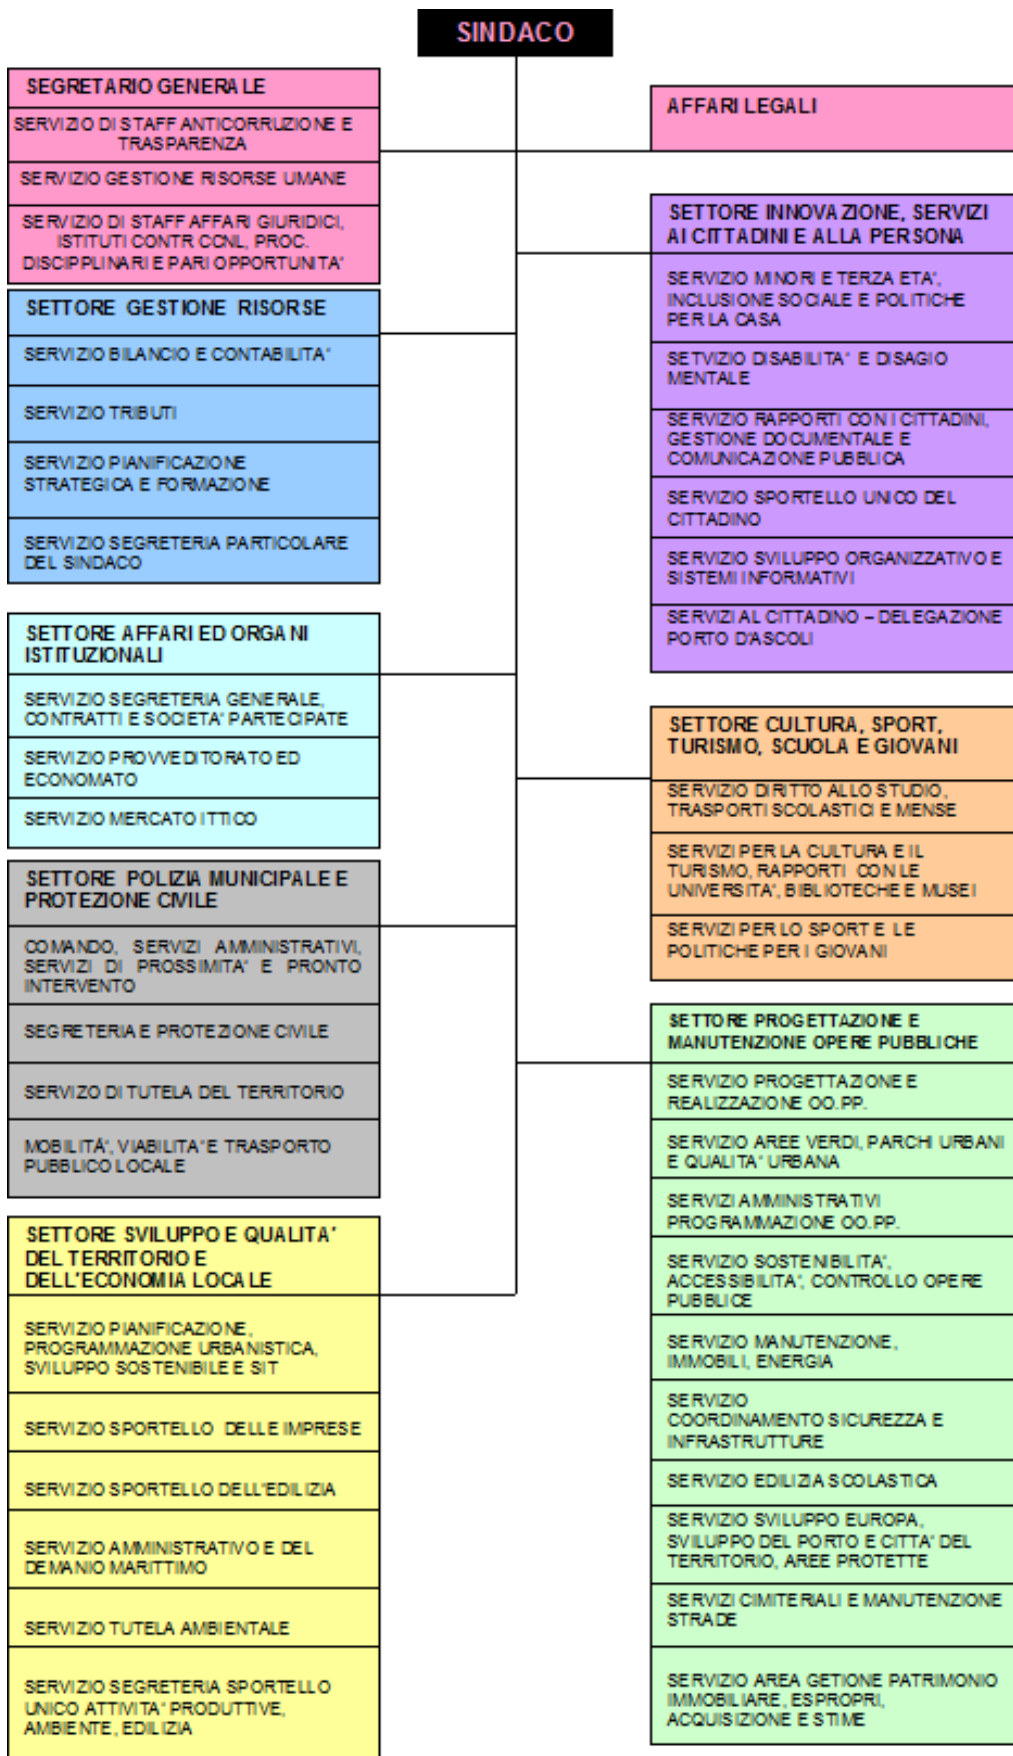 SINDACO
SEGRETARIO GENERALE
SERVIZIO DI STAFF ANTICORRUZIONE E
TRASPARENZA
SERVIZIO GESTIONE RISORSE UMANE
SERVIZIO DI STAFF AFFARI GIURIDICI,
ISTITUTI CONTR CCNL, PROC.
DISCIPPLINARI E PARI OPPORTUNITA'
SETTORE GESTIONE RISORSE
SERVIZIO BILANCIO E CONTABILITA'
SERVIZIO TRIBUTI
SERVIZIO PIANIFICAZIONE
STRATEGICA E FORMAZIONE
SERVIZIO SEGRETERIA PARTICOLARE
DEL SINDACO
SETTORE AFFARI ED ORGANI
ISTITUZIONALI
SERVIZIO SEGRETERIA GENERALE,
CONTRATTI E SOCIETA' PARTECIPATE
SERVIZIO PROVVEDITORATO ED
ECONOMATO
SERVIZIO MERCATO ITTICO
SETTORE POLIZIA MUNICIPALE E
PROTEZIONE CIVILE
COMANDO, SERVIZI AMMINISTRATIVI,
SERVIZI DI PROSSIMITA' E PRONTO
INTERVENTO
SEGRETERIA E PROTEZIONE CIVILE
SERVIZO DI TUTELA DEL TERRITORIO
MOBILITÁ', VIABILITA' E TRASPORTO
PUBBLICO LOCALE
SETTORE SVILUPPO E QUALITA'
DEL TERRITORIO E
DELL'ECONOMIA LOCALE
SERVIZIO PIANIFICAZIONE,
PROGRAMMAZIONE URBANISTICA,
SVILUPPO SOSTENIBILE E SIT
SERVIZIO SPORTELLO DELLE IMPRESE
SERVIZIO SPORTELLO DELL'EDILIZIA
SERVIZIO AMMINISTRATIVO E DEL
DEMANIO MARITTIMO
SERVIZIO TUTELA AMBIENTALE
SERVIZIO SEGRETERIA SPORTELLO
UNICO ATTIVITA' PRODUTTIVE,
AMBIENTE, EDILIZIA
AFFARI LEGALI
SETTORE INNOVAZIONE, SERVIZI
AI CITTADINI E ALLA PERSONA
SERVIZIO MINORI E TERZA ETA',
INCLUSIONE SOCIALE E POLITICHE
PER LA CASA
SETVIZIO DISABILITA' E DISAGIO
MENTALE
SERVIZIO RAPPORTI CON I CITTADINI,
GESTIONE DOCUMENTALE E
COMUNICAZIONE PUBBLICA
SERVIZIO SPORTELLO UNICO DEL
CITTADINO
SERVIZIO SVILUPPO ORGANIZZATIVO E
SISTEMI INFORMATIVI
SERVIZI AL CITTADINO – DELEGAZIONE
PORTO D'ASCOLI
SETTORE CULTURA, SPORT,
TURISMO, SCUOLA E GIOVANI
SERVIZIO DIRITTO ALLO STUDIO,
TRASPORTI SCOLASTICI E MENSE
SERVIZI PER LA CULTURA E IL
TURISMO, RAPPORTI CON LE
UNIVERSITA', BIBLIOTECHE E MUSEI
SERVIZI PER LO SPORT E LE
POLITICHE PER I GIOVANI
SETTORE PROGETTAZIONE E
MANUTENZIONE OPERE PUBBLICHE
SERVIZIO PROGETTAZIONE E
REALIZZAZIONE OO.PP.
SERVIZIO AREE VERDI, PARCHI URBANI
E QUALITA' URBANA
SERVIZI AMMINISTRATIVI
PROGRAMMAZIONE OO.PP.
SERVIZIO SOSTENIBILITA',
ACCESSIBILITA', CONTROLLO OPERE
PUBBLICE
SERVIZIO MANUTENZIONE,
IMMOBILI, ENERGIA
SERVIZIO
COORDINAMENTO SICUREZZA E
INFRASTRUTTURE
SERVIZIO EDILIZIA SCOLASTICA
SERVIZIO SVILUPPO EUROPA,
SVILUPPO DEL PORTO E CITTA' DEL
TERRITORIO, AREE PROTETTE
SERVIZI CIMITERIALI E MANUTENZIONE
STRADE
SERVIZIO AREA GETIONE PATRIMONIO
IMMOBILIARE, ESPROPRI,
ACQUISIZIONE E STIME